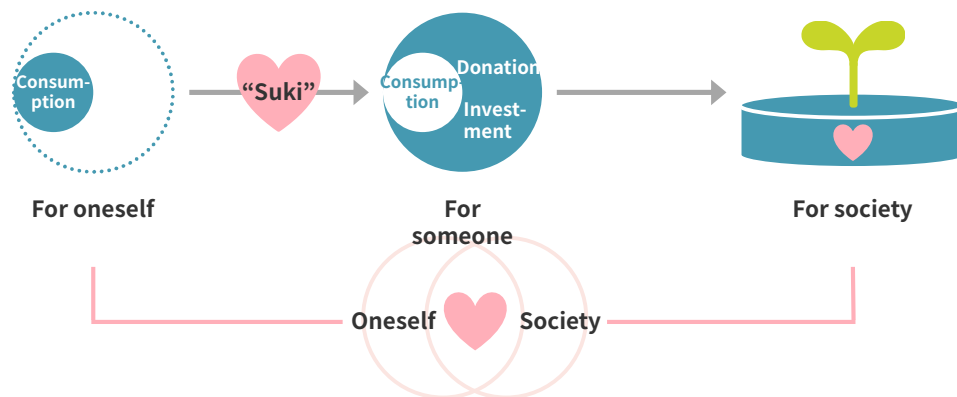 Consum-
ption
“Suki”
Consump-
tion
Donation
Invest-
ment
For oneself
For
someone
For society
Oneself
Society